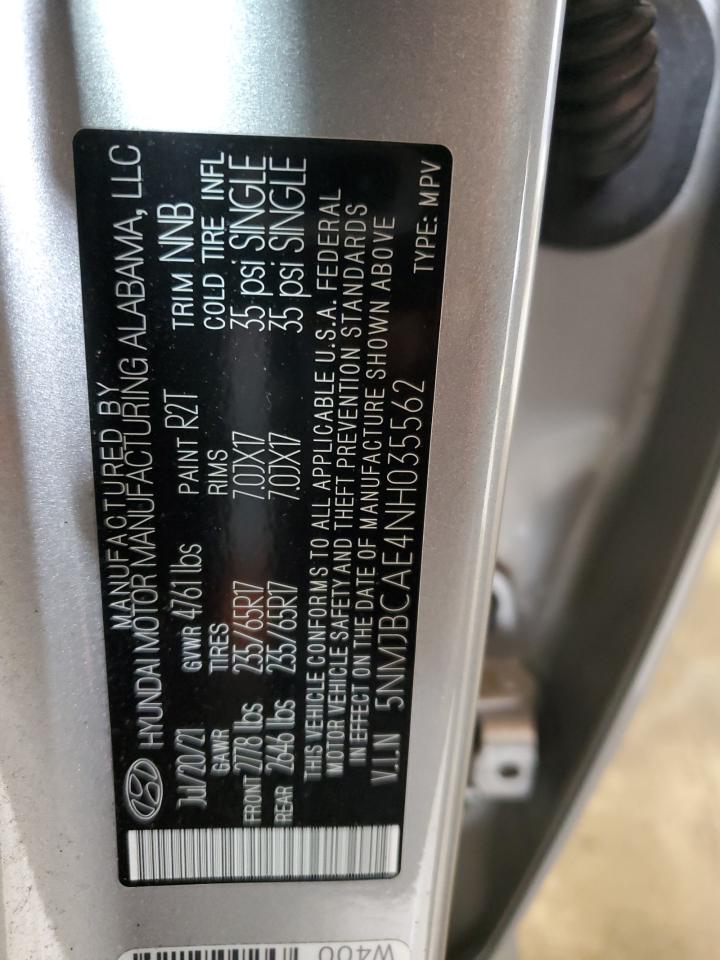 MANUFACTURED BY
HYUNDAI MOTOR MANUFACTURING ALABAMA, LLC
Jul/20/21 GVWR 4761 lbs PAINT R2T TRIM NNB
GAWR TIRES RIMS COLD TIRE INFL
FRONT 2778 lbs 235/65R17 7.0JX17 35 psi SINGLE
REAR 2646 lbs 235/65R17 7.0JX17 35 psi SINGLE
THIS VEHICLE CONFORMS TO ALL APPLICABLE U.S.A. FEDERAL
MOTOR VEHICLE SAFETY AND THEFT PREVENTION STANDARDS
IN EFFECT ON THE DATE OF MANUFACTURE SHOWN ABOVE
V.I.N 5NMJBCAE4NH035562
TYPE: MPV
W400